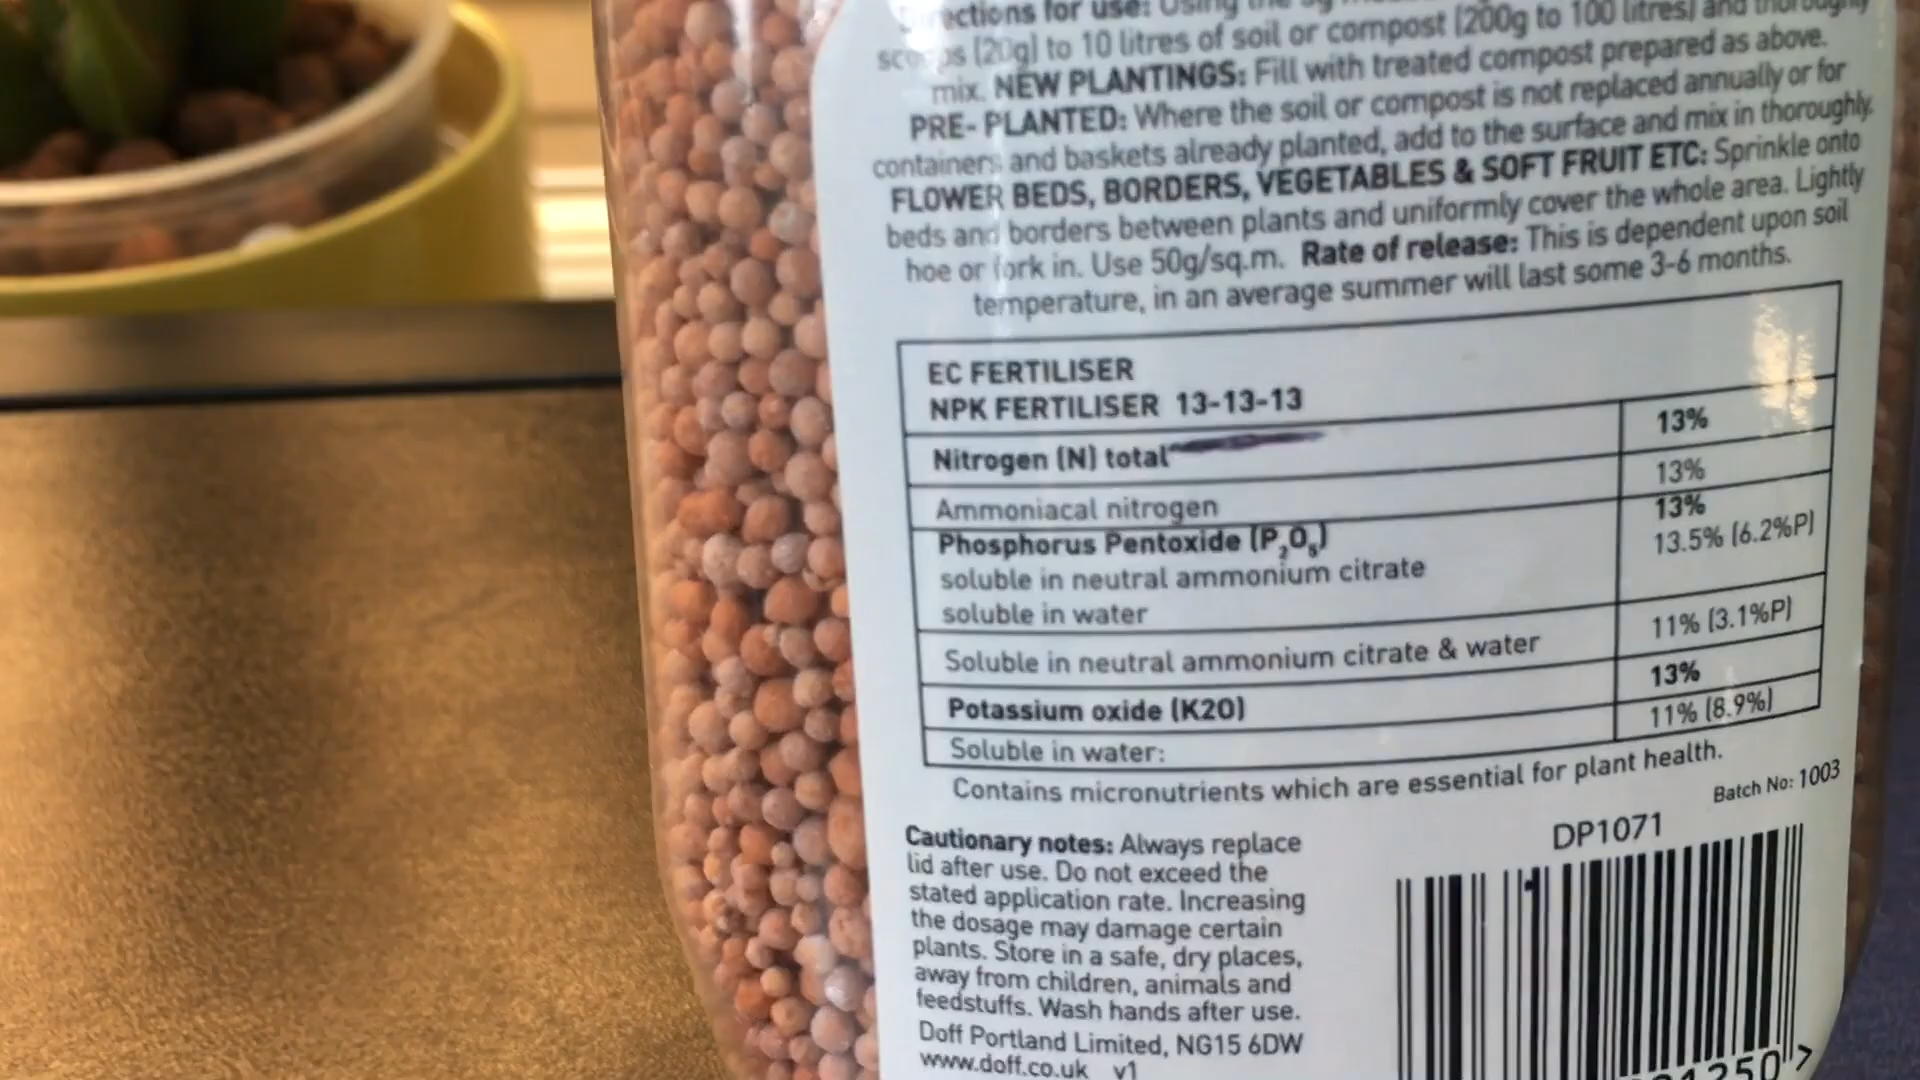 ections for use: Using the 5g
scoops (20g) to 10 litres of soil or compost (200g to 100 litres) and thoroughly
mix. NEW PLANTINGS: Fill with treated compost prepared as above.
PRE- PLANTED: Where the soil or compost is not replaced annually or for
containers and baskets already planted, add to the surface and mix in thoroughly.
FLOWER BEDS, BORDERS, VEGETABLES & SOFT FRUIT ETC: Sprinkle onto
beds and borders between plants and uniformly cover the whole area. Lightly
hoe or fork in. Use 50g/sq.m. Rate of release: This is dependent upon soil
temperature, in an average summer will last some 3-6 months.
EC FERTILISER
NPK FERTILISER 13-13-13
Nitrogen (N) total 13%
Ammoniacal nitrogen 13%
Phosphorus Pentoxide (P₂O₅) 13%
soluble in neutral ammonium citrate 13.5% (6.2%P)
soluble in water
Soluble in neutral ammonium citrate & water 11% (3.1%P)
Potassium oxide (K2O) 13%
Soluble in water: 11% (8.9%)
Contains micronutrients which are essential for plant health.
Batch No: 1003
DP1071
Cautionary notes: Always replace
lid after use. Do not exceed the
stated application rate. Increasing
the dosage may damage certain
plants. Store in a safe, dry places,
away from children, animals and
feedstuffs. Wash hands after use.
Doff Portland Limited, NG15 6DW
www.doff.co.uk v1